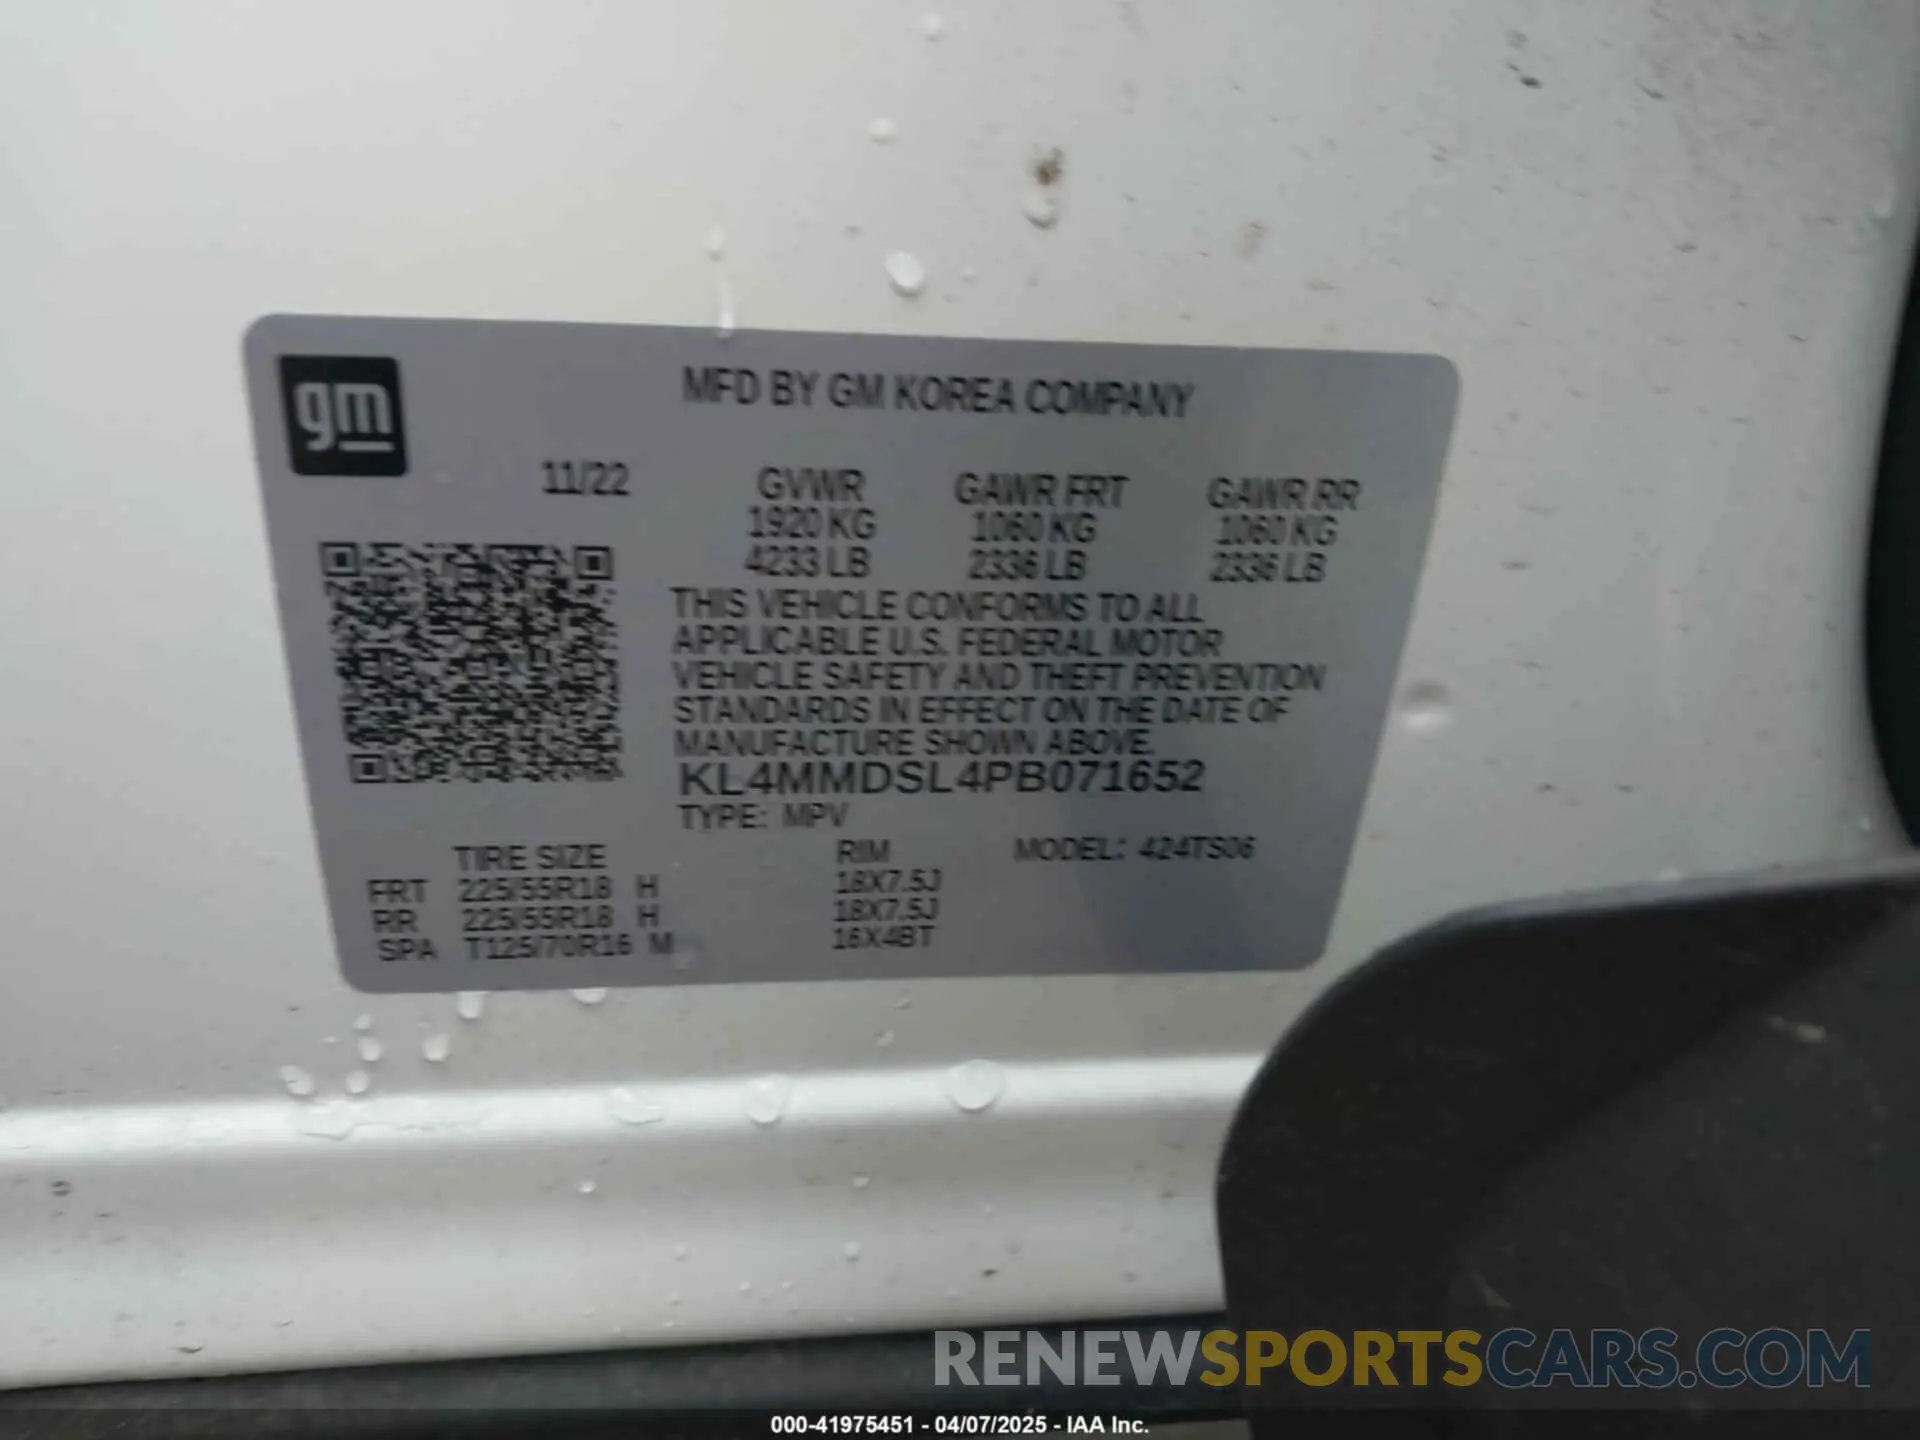 gm
MFD BY GM KOREA COMPANY
11/22 GVWR GAWR FRT GAWR RR
1920 KG 1060 KG 1060 KG
4233 LB 2336 LB 2336 LB
THIS VEHICLE CONFORMS TO ALL
APPLICABLE U.S. FEDERAL MOTOR
VEHICLE SAFETY AND THEFT PREVENTION
STANDARDS IN EFFECT ON THE DATE OF
MANUFACTURE SHOWN ABOVE.
KL4MMDSL4PB071652
TYPE: MPV
TIRE SIZE RIM MODEL: 424TS06
FRT 225/55R18 H 18X7.5J
RR 225/55R18 H 18X7.5J
SPA T125/70R16 M 16X4BT
RENEWSPORTSCARS.COM
000-41975451 - 04/07/2025 - IAA Inc.